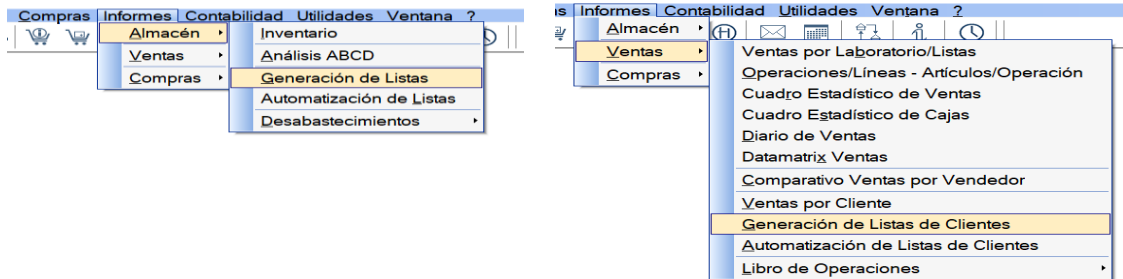 Compras Informes Contabilidad Utilidades Ventana ?
Almacén
Ventas
Compras
Inventario
Análisis ABCD
Generación de Listas
Automatización de Listas
Desabastecimientos
Informes Contabilidad Utilidades Ventana ?
Almacén
Ventas
Compras
Ventas por Laboratorio/Listas
Operaciones/Líneas - Artículos/Operación
Cuadro Estadístico de Ventas
Cuadro Estadístico de Cajas
Diario de Ventas
Datamatrix Ventas
Comparativo Ventas por Vendedor
Ventas por Cliente
Generación de Listas de Clientes
Automatización de Listas de Clientes
Libro de Operaciones